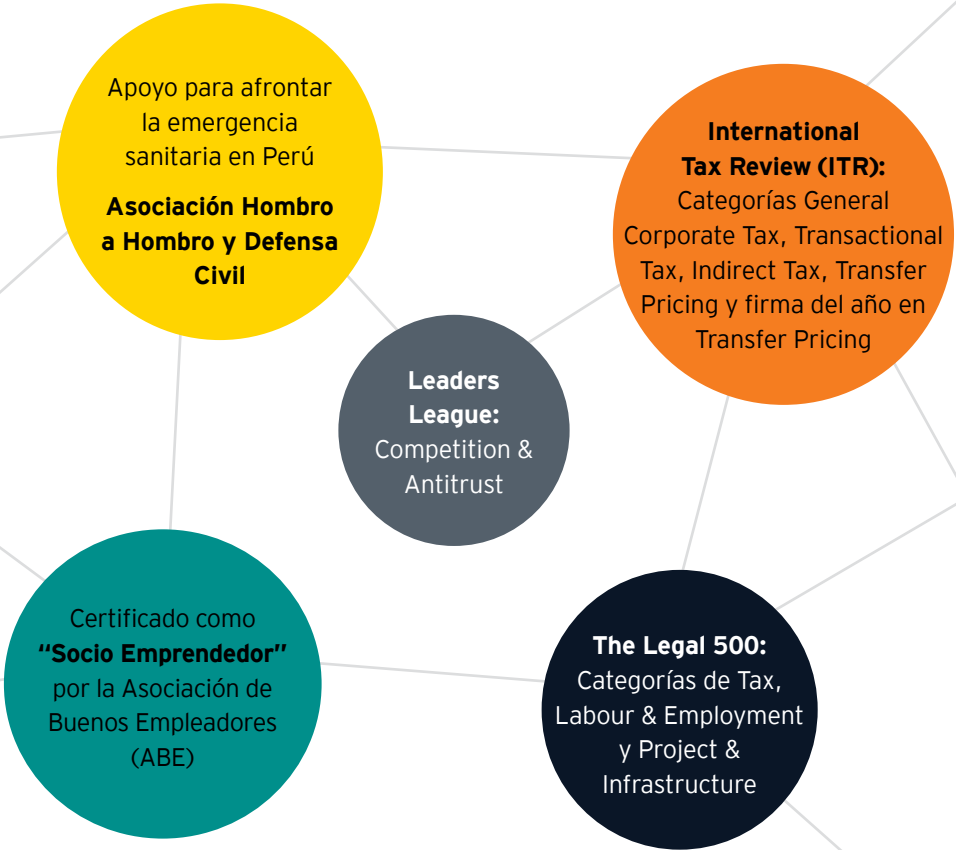 Apoyo para afrontar
la emergencia
sanitaria en Perú
Asociación Hombro
a Hombro y Defensa
Civil
International
Tax Review (ITR):
Categorías General
Corporate Tax, Transactional
Tax, Indirect Tax, Transfer
Pricing y firma del año en
Transfer Pricing
Leaders
League:
Competition &
Antitrust
Certificado como
“Socio Emprendedor”
por la Asociación de
Buenos Empleadores
(ABE)
The Legal 500:
Categorías de Tax,
Labour & Employment
y Project &
Infrastructure